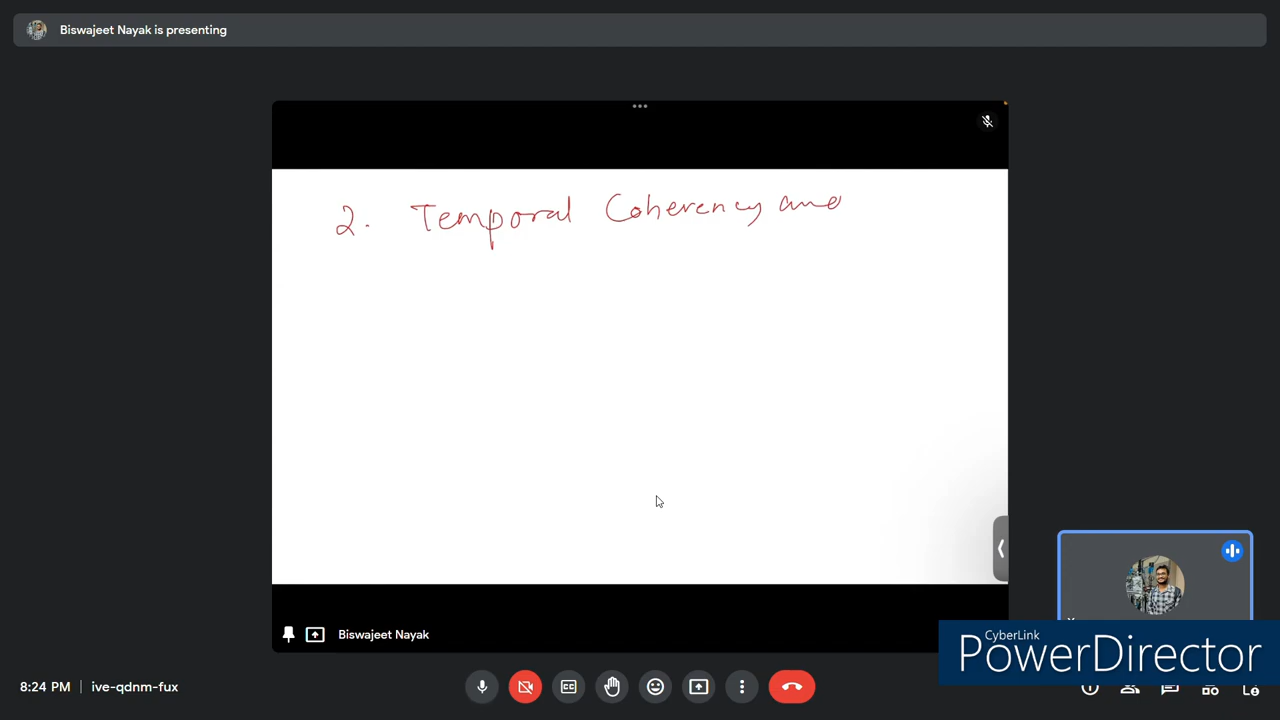 Biswajeet Nayak is presenting
2. Temporal Coherency and
Biswajeet Nayak
CyberLink
PowerDirector
8:24 PM | ive-qdnm-fux